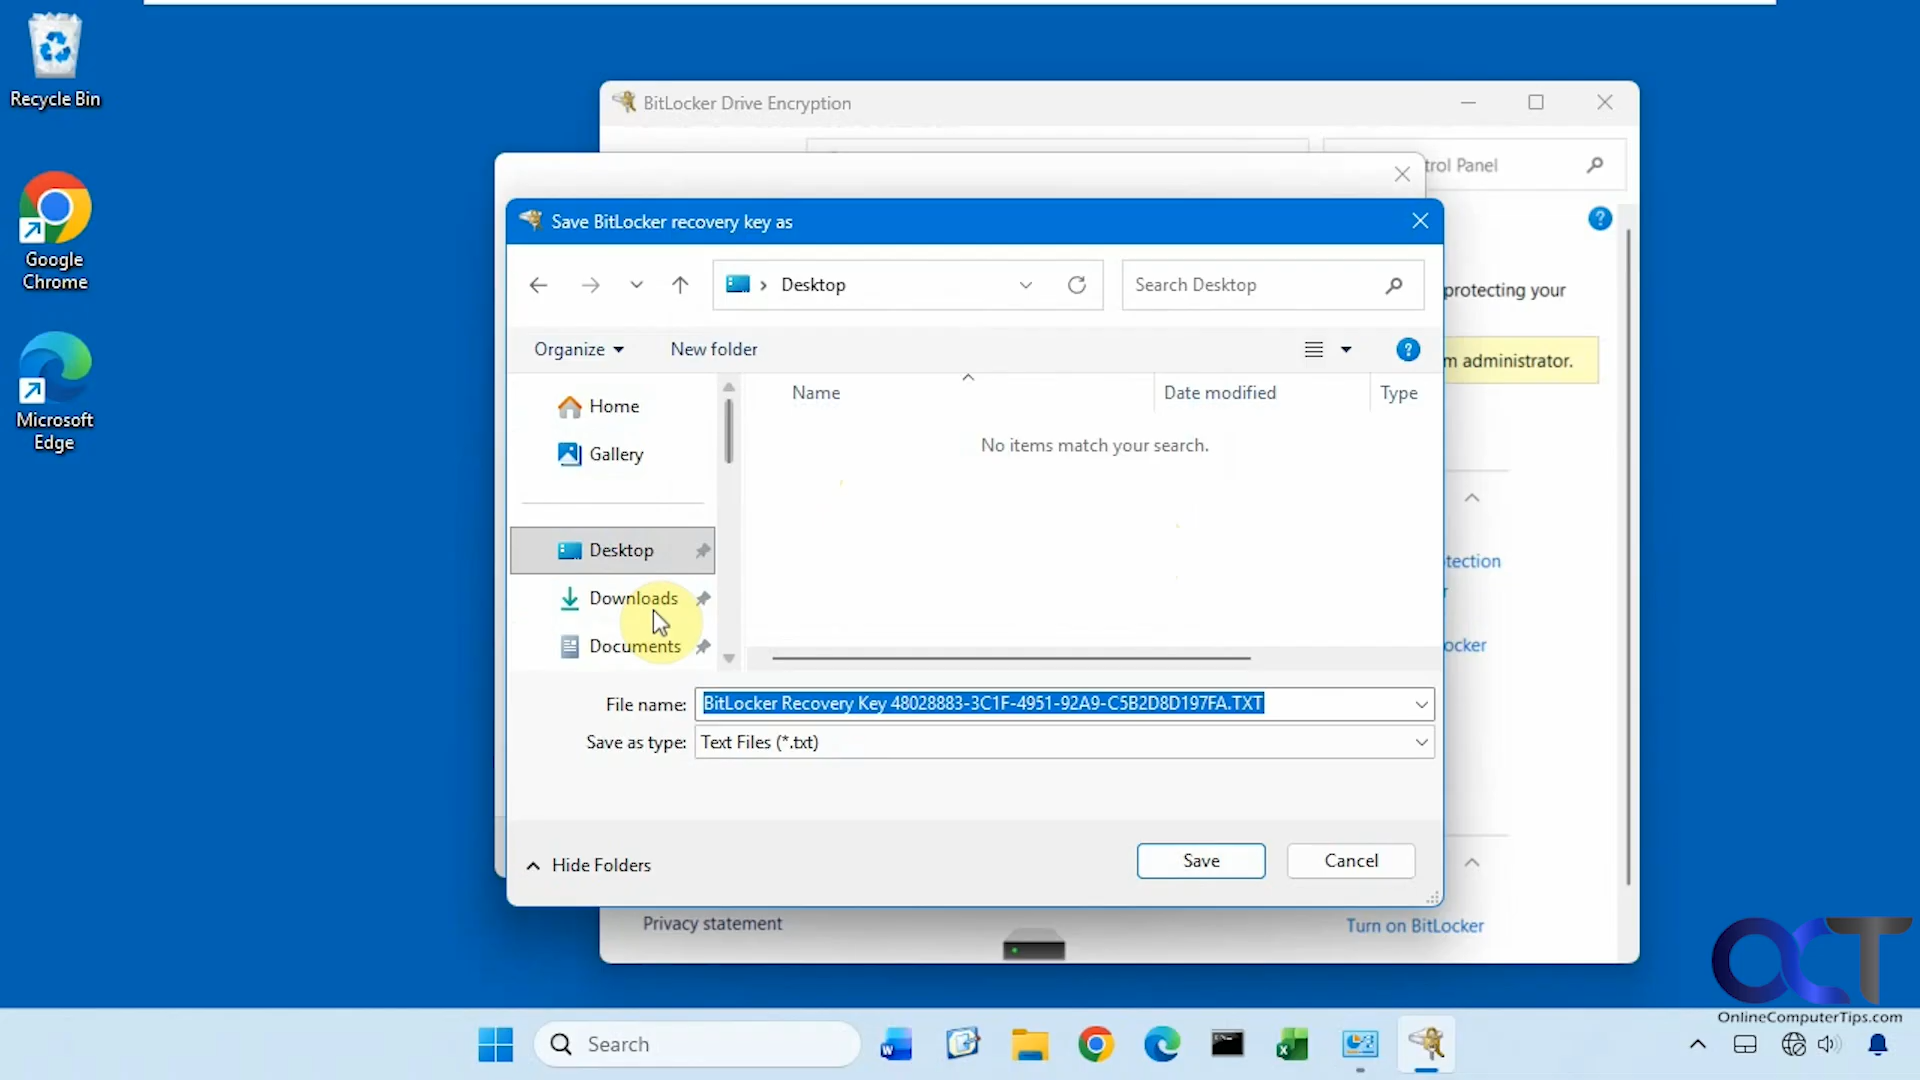 Recycle Bin
Google
Chrome
Microsoft
Edge
BitLocker Drive Encryption
trol Panel
protecting your
m administrator.
tection
ocker
Privacy statement
Turn on BitLocker
Save BitLocker recovery key as
Desktop
Search Desktop
Organize
New folder
Name
Date modified
Type
No items match your search.
Home
Gallery
Desktop
Downloads
Documents
File name: BitLocker Recovery Key 48028883-3C1F-4951-92A9-C5B2D8D197FA.TXT
Save as type: Text Files (*.txt)
Hide Folders
Save
Cancel
OCT
OnlineComputerTips.com
Search